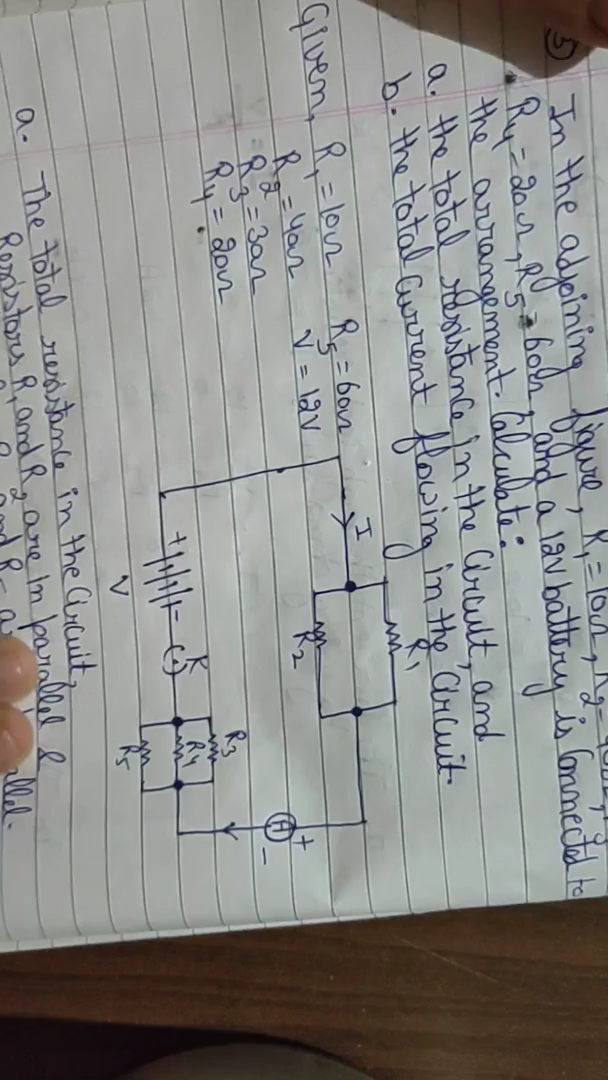 3
In the adjoining figure, R1=10Ω, R2=
R4=20Ω, R5=60Ω, and a 12V battery is connected to
the arrangement. Calculate:
a. the total resistance in the circuit, and
b. the total current flowing in the circuit.
Given, R1=10Ω R5=60Ω
R2=40Ω V=12V
R3=30Ω
R4=20Ω
I
R1
R2
+ -
V
K
R3
R4
R5
A
+
-
a. The total resistance in the circuit,
Resistors R1 and R2 are in parallel &